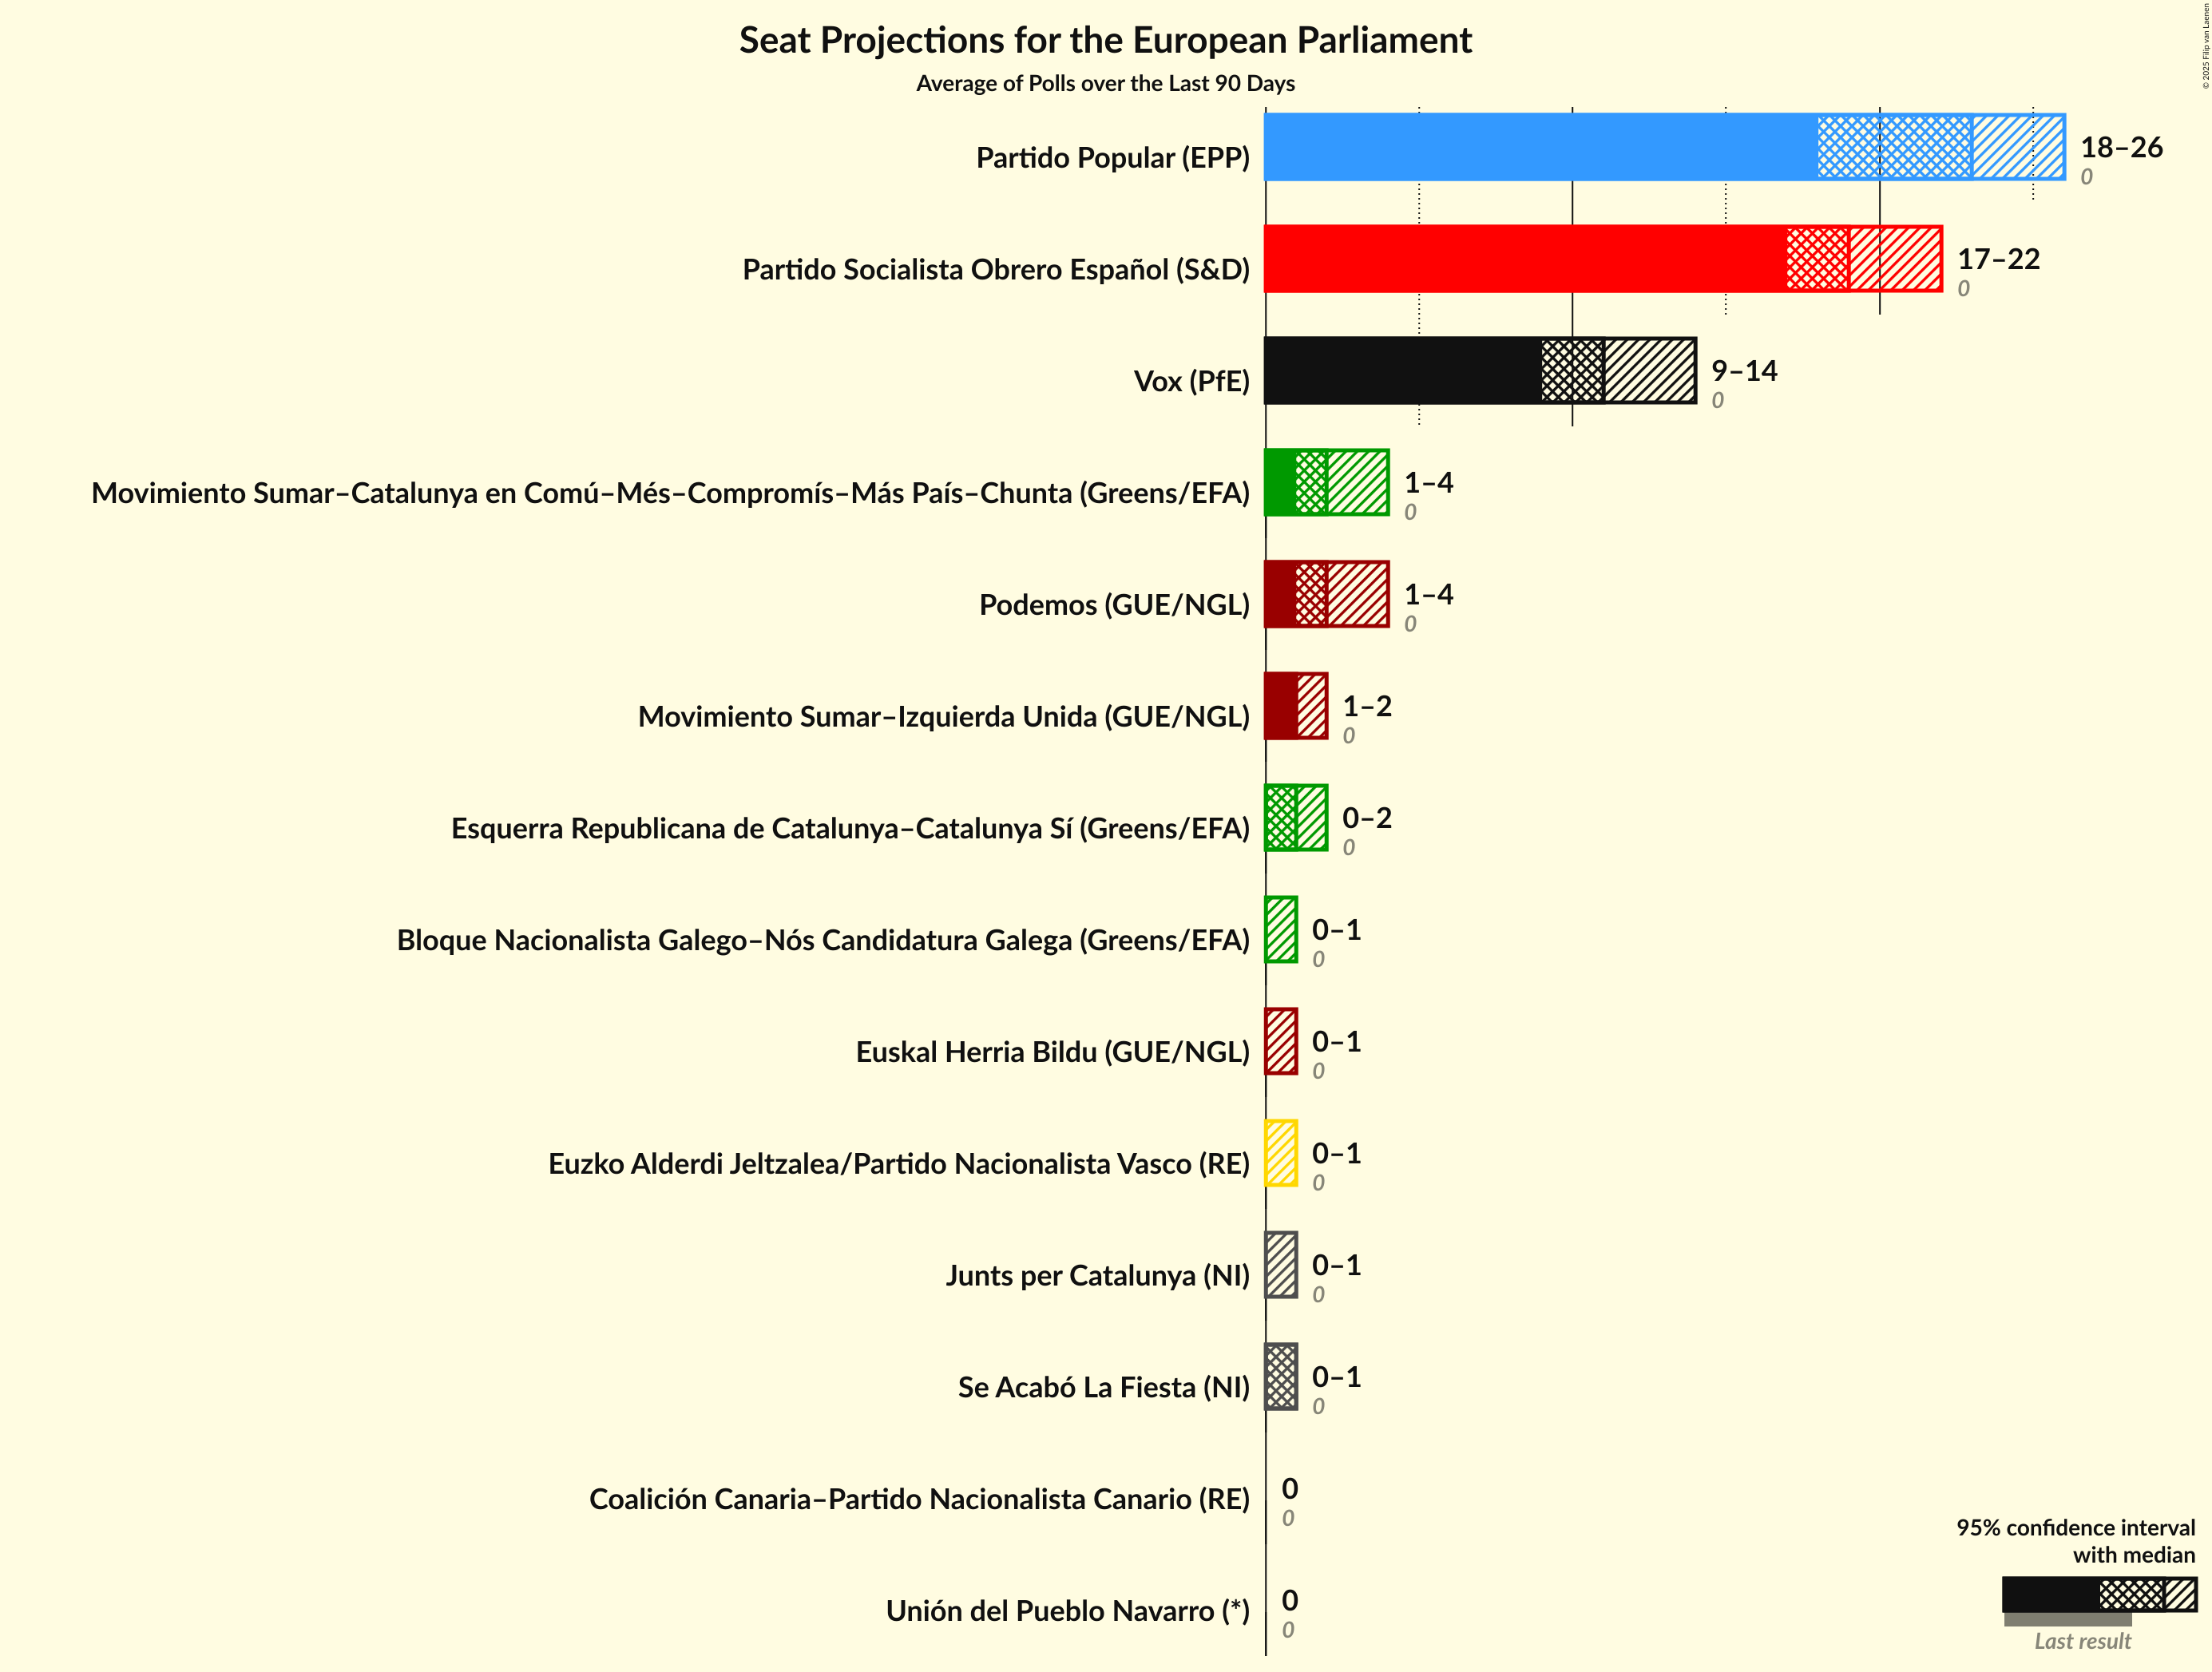 Seat Projections for the European Parliament
Average of Polls over the Last 90 Days
© 2025 Filip van Laenen
Partido Popular (EPP)
18–26
0
Partido Socialista Obrero Español (S&D)
17–22
0
Vox (PfE)
9–14
0
Movimiento Sumar–Catalunya en Comú–Més–Compromís–Más País–Chunta (Greens/EFA)
1–4
0
Podemos (GUE/NGL)
1–4
0
Movimiento Sumar–Izquierda Unida (GUE/NGL)
1–2
0
Esquerra Republicana de Catalunya–Catalunya Sí (Greens/EFA)
0–2
0
Bloque Nacionalista Galego–Nós Candidatura Galega (Greens/EFA)
0–1
0
Euskal Herria Bildu (GUE/NGL)
0–1
0
Euzko Alderdi Jeltzalea/Partido Nacionalista Vasco (RE)
0–1
0
Junts per Catalunya (NI)
0–1
0
Se Acabó La Fiesta (NI)
0–1
0
Coalición Canaria–Partido Nacionalista Canario (RE)
0
0
Unión del Pueblo Navarro (*)
0
0
95% confidence interval
with median
Last result